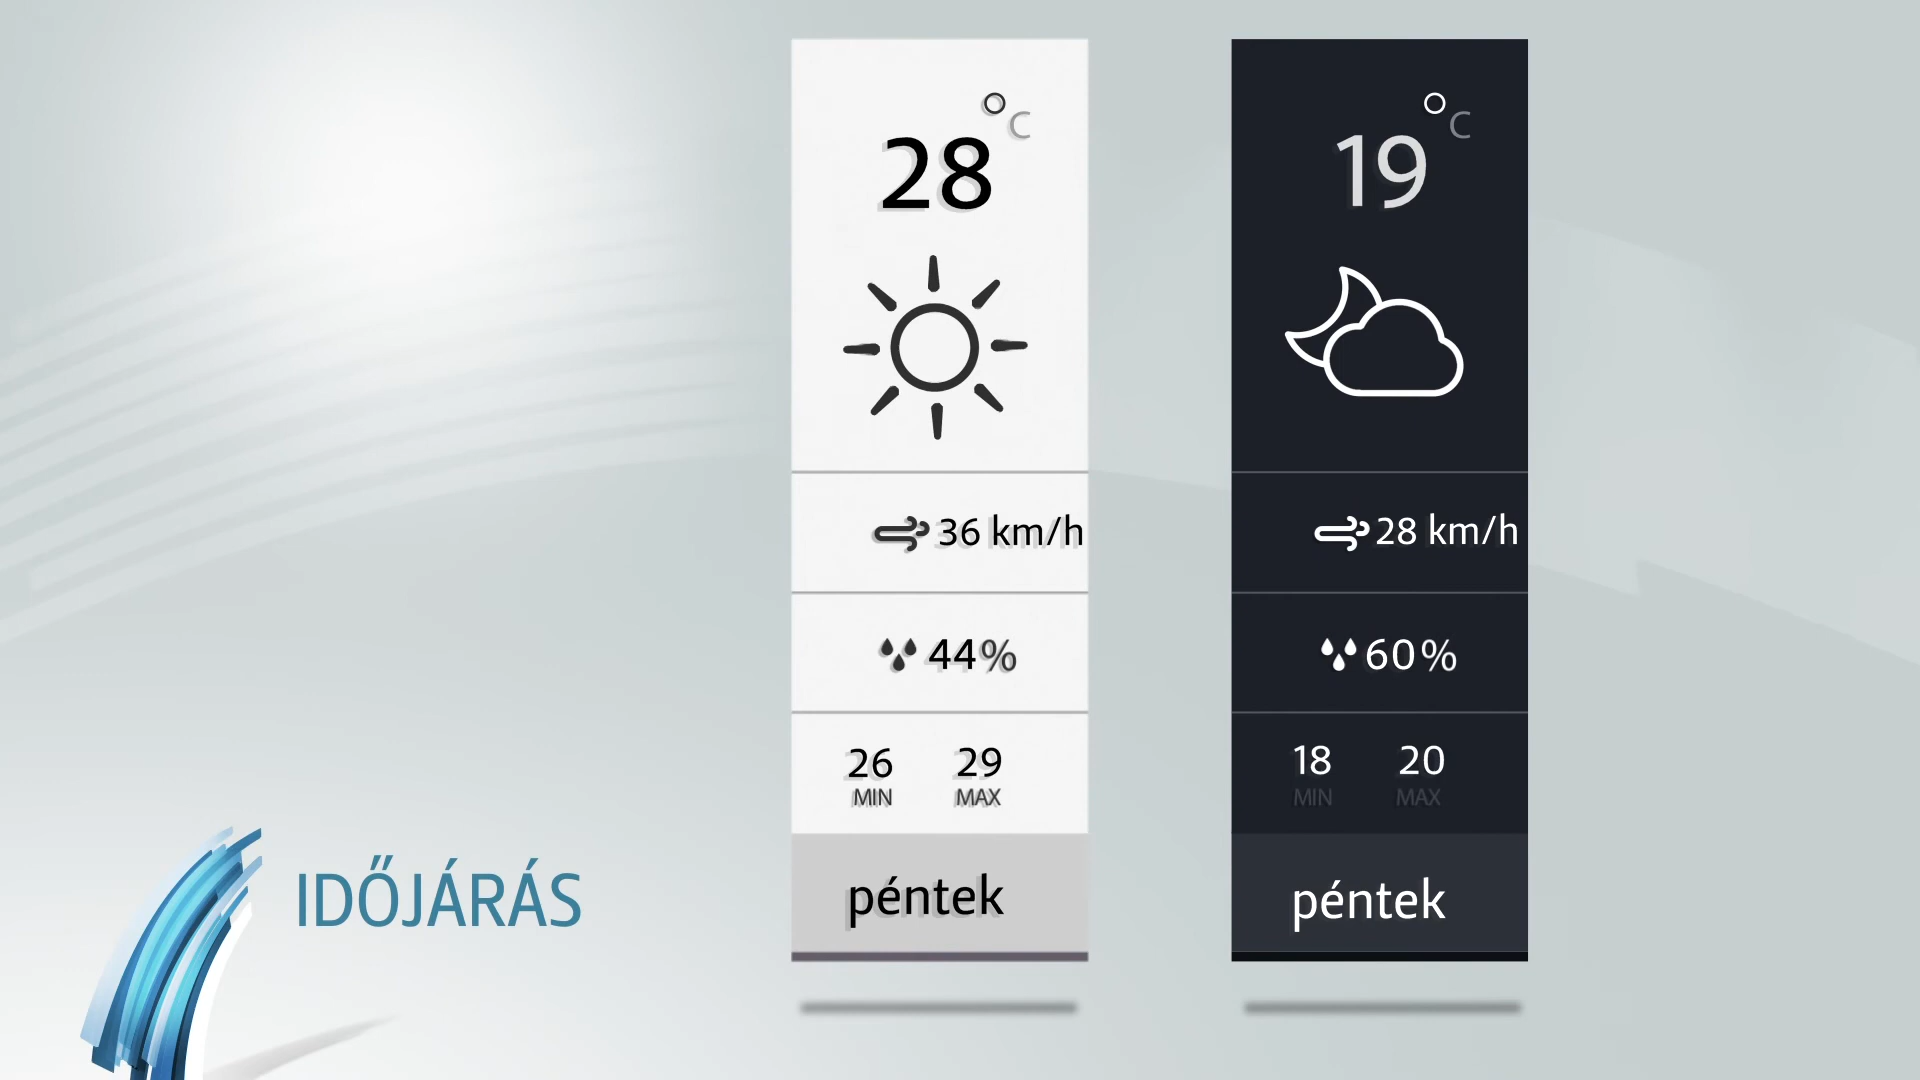 28 °C
36 km/h
44%
26 29
MIN MAX
péntek
19 °C
28 km/h
60%
18 20
MIN MAX
péntek
IDŐJÁRÁS